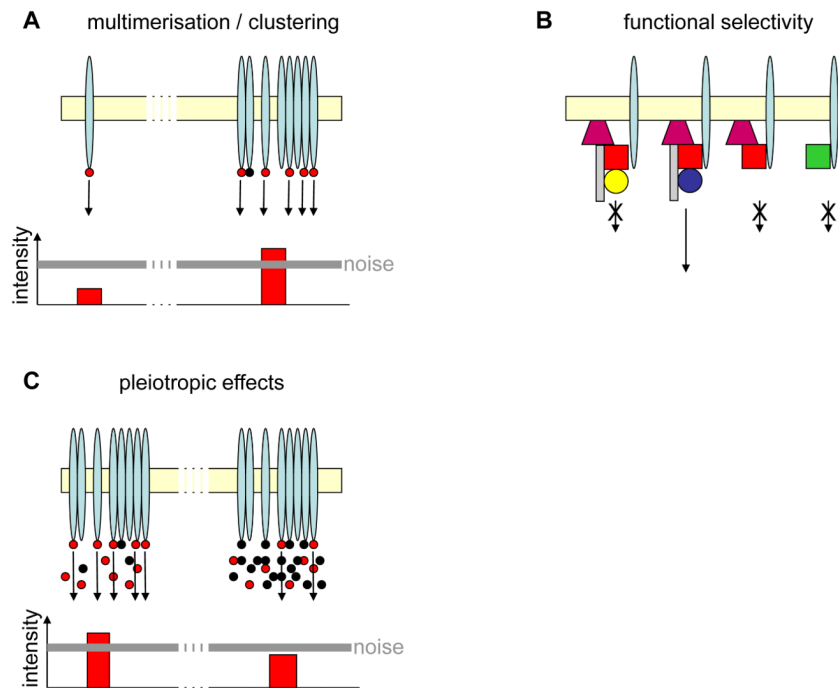 A
multimerisation / clustering
intensity
noise
B
functional selectivity
C
pleiotropic effects
intensity
noise